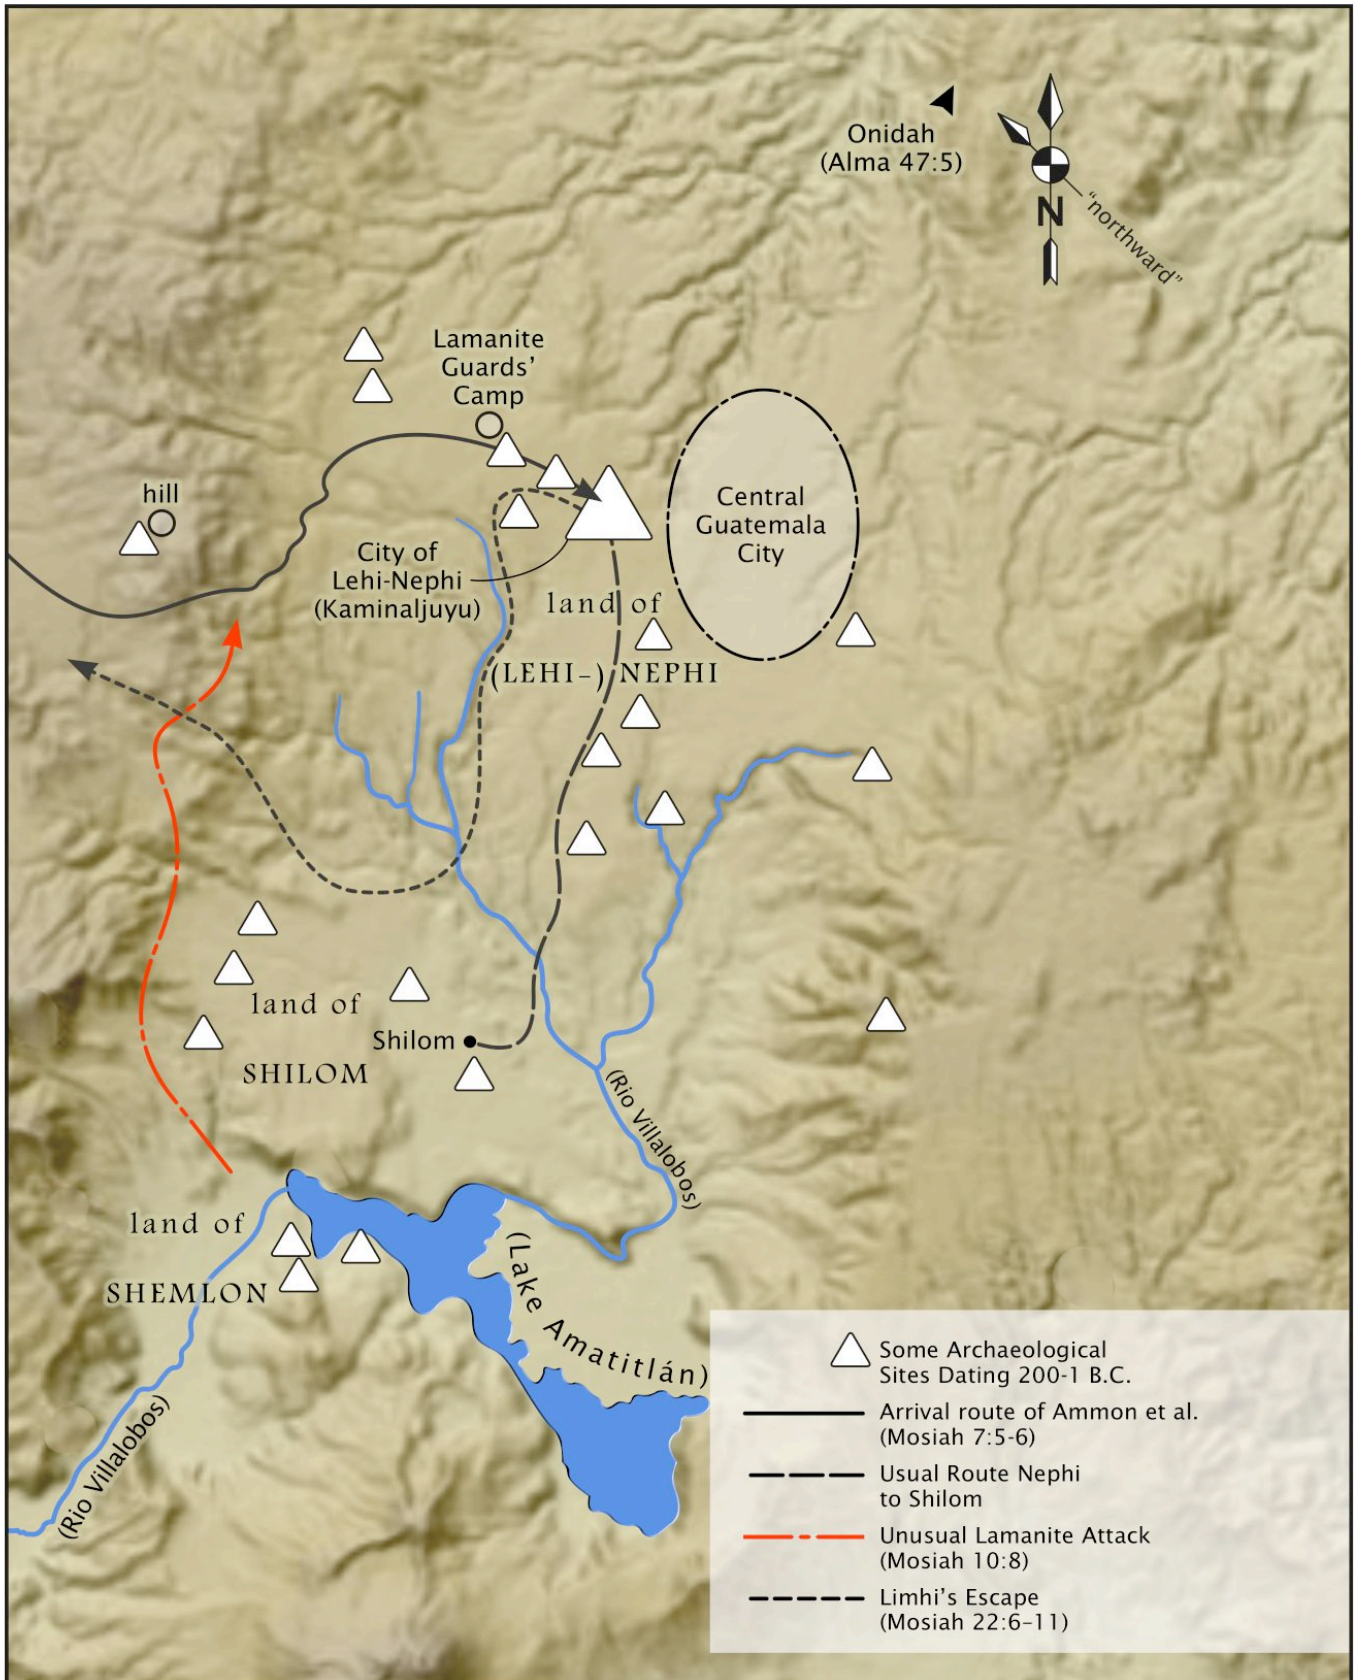 Onidah
(Alma 47:5)
N
"northward"
Lamanite
Guards'
Camp
hill
Central
Guatemala
City
City of
Lehi-Nephi
(Kaminaljuyu)
land of
(LEHI-) NEPHI
land of
SHILOM
Shilom
(Rio Villalobos)
land of
SHEMLON
(Lake Amatitlán)
(Rio Villalobos)
Some Archaeological
Sites Dating 200-1 B.C.
Arrival route of Ammon et al.
(Mosiah 7:5-6)
Usual Route Nephi
to Shilom
Unusual Lamanite Attack
(Mosiah 10:8)
Limhi's Escape
(Mosiah 22:6-11)